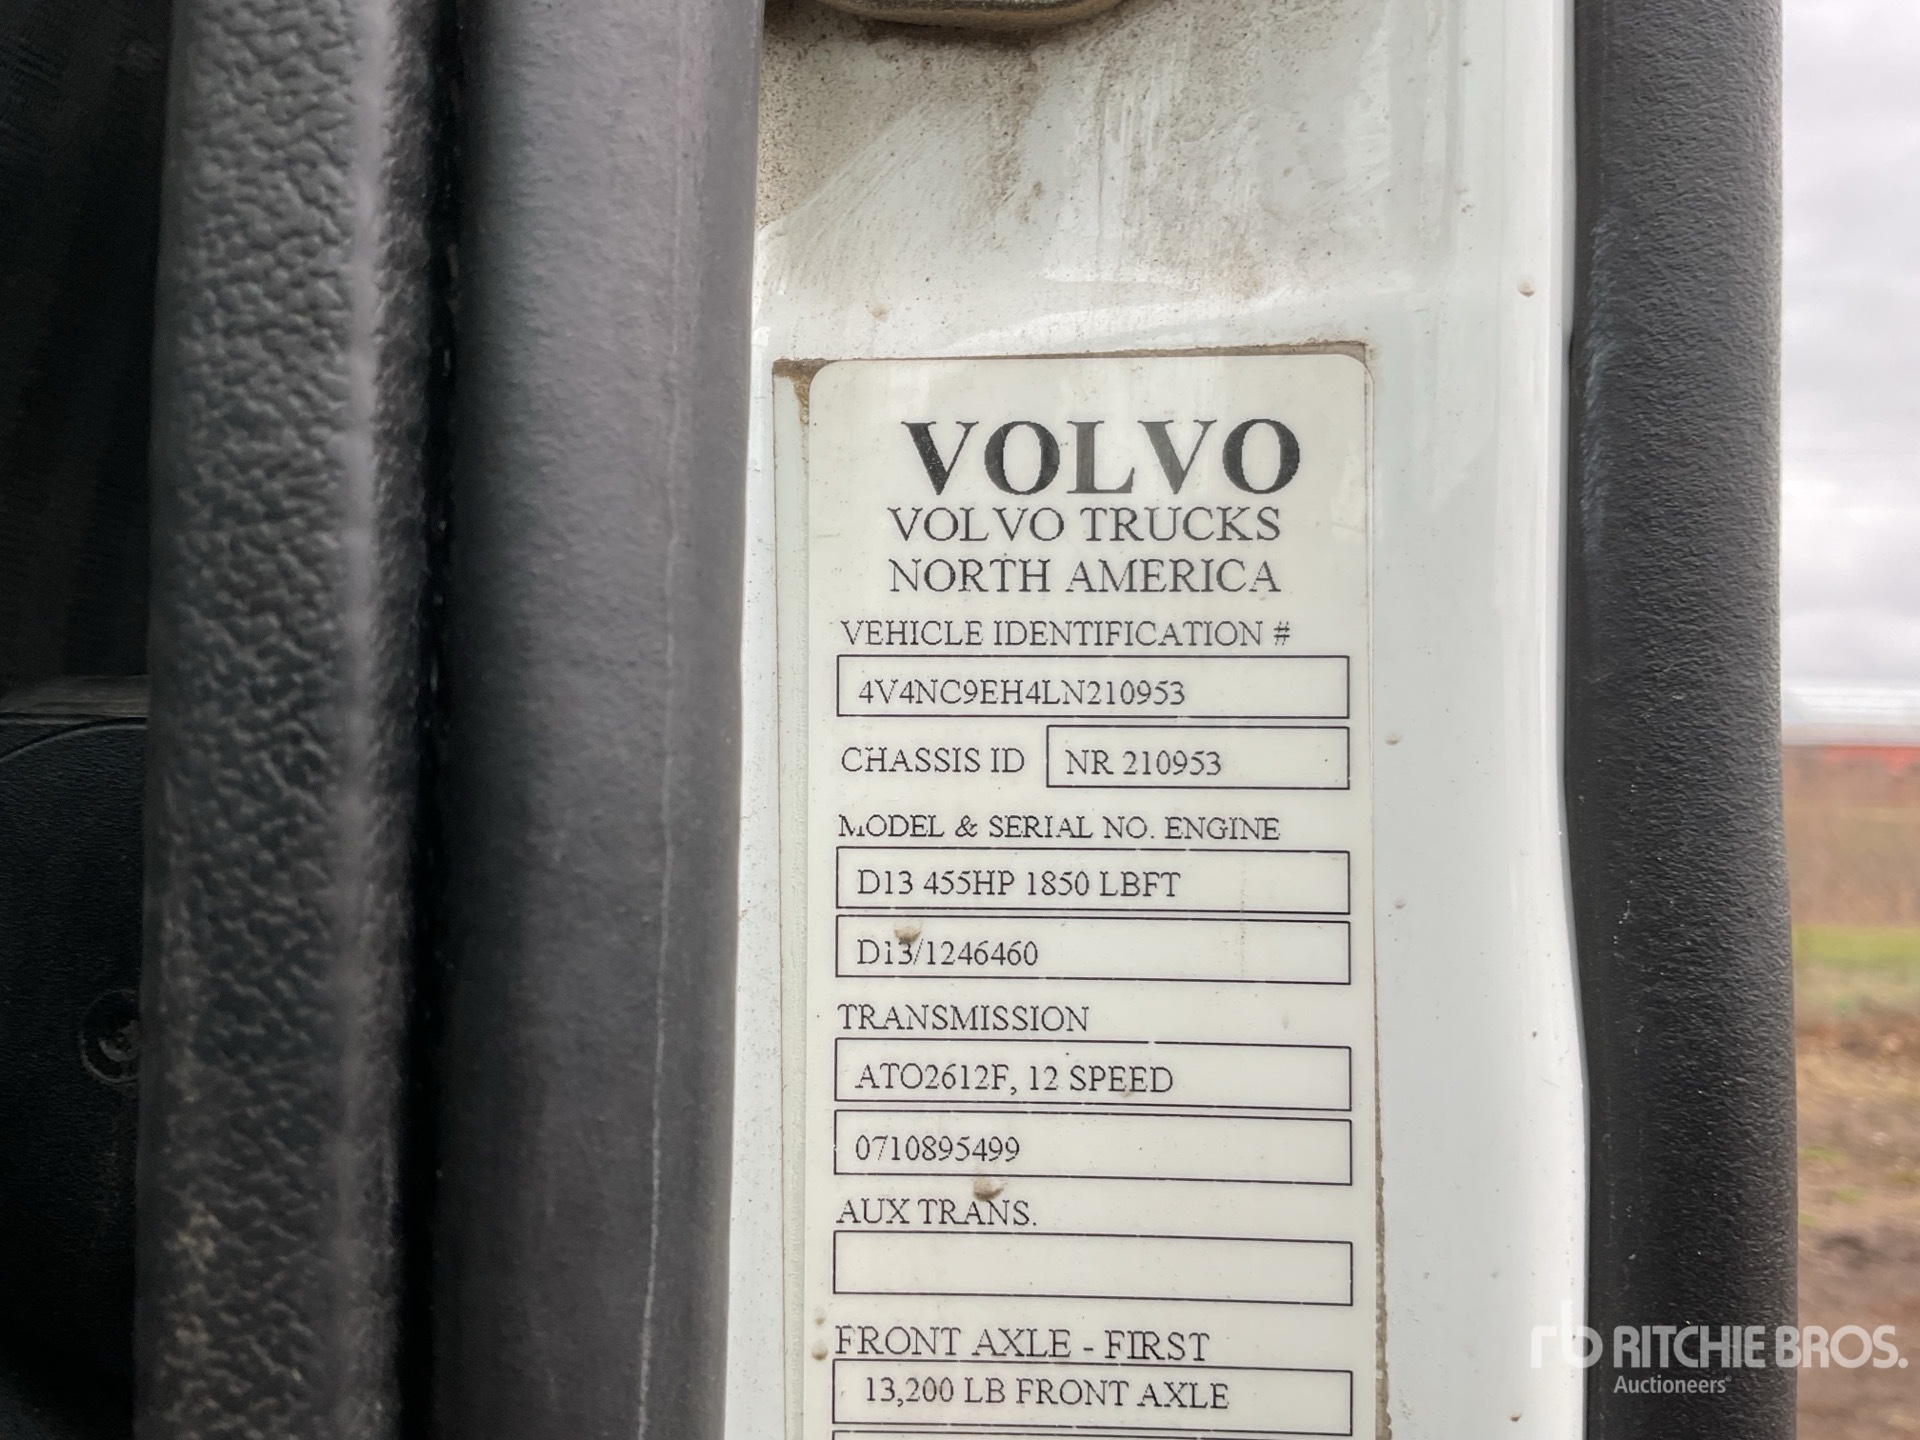 VOLVO
VOLVO TRUCKS
NORTH AMERICA
VEHICLE IDENTIFICATION #
4V4NC9EH4LN210953
CHASSIS ID NR 210953
MODEL & SERIAL NO. ENGINE
D13 455HP 1850 LBFT
D13/1246460
TRANSMISSION
ATO2612F, 12 SPEED
0710895499
AUX TRANS.
FRONT AXLE - FIRST
13,200 LB FRONT AXLE
rb RITCHIE BROS.
Auctioneers